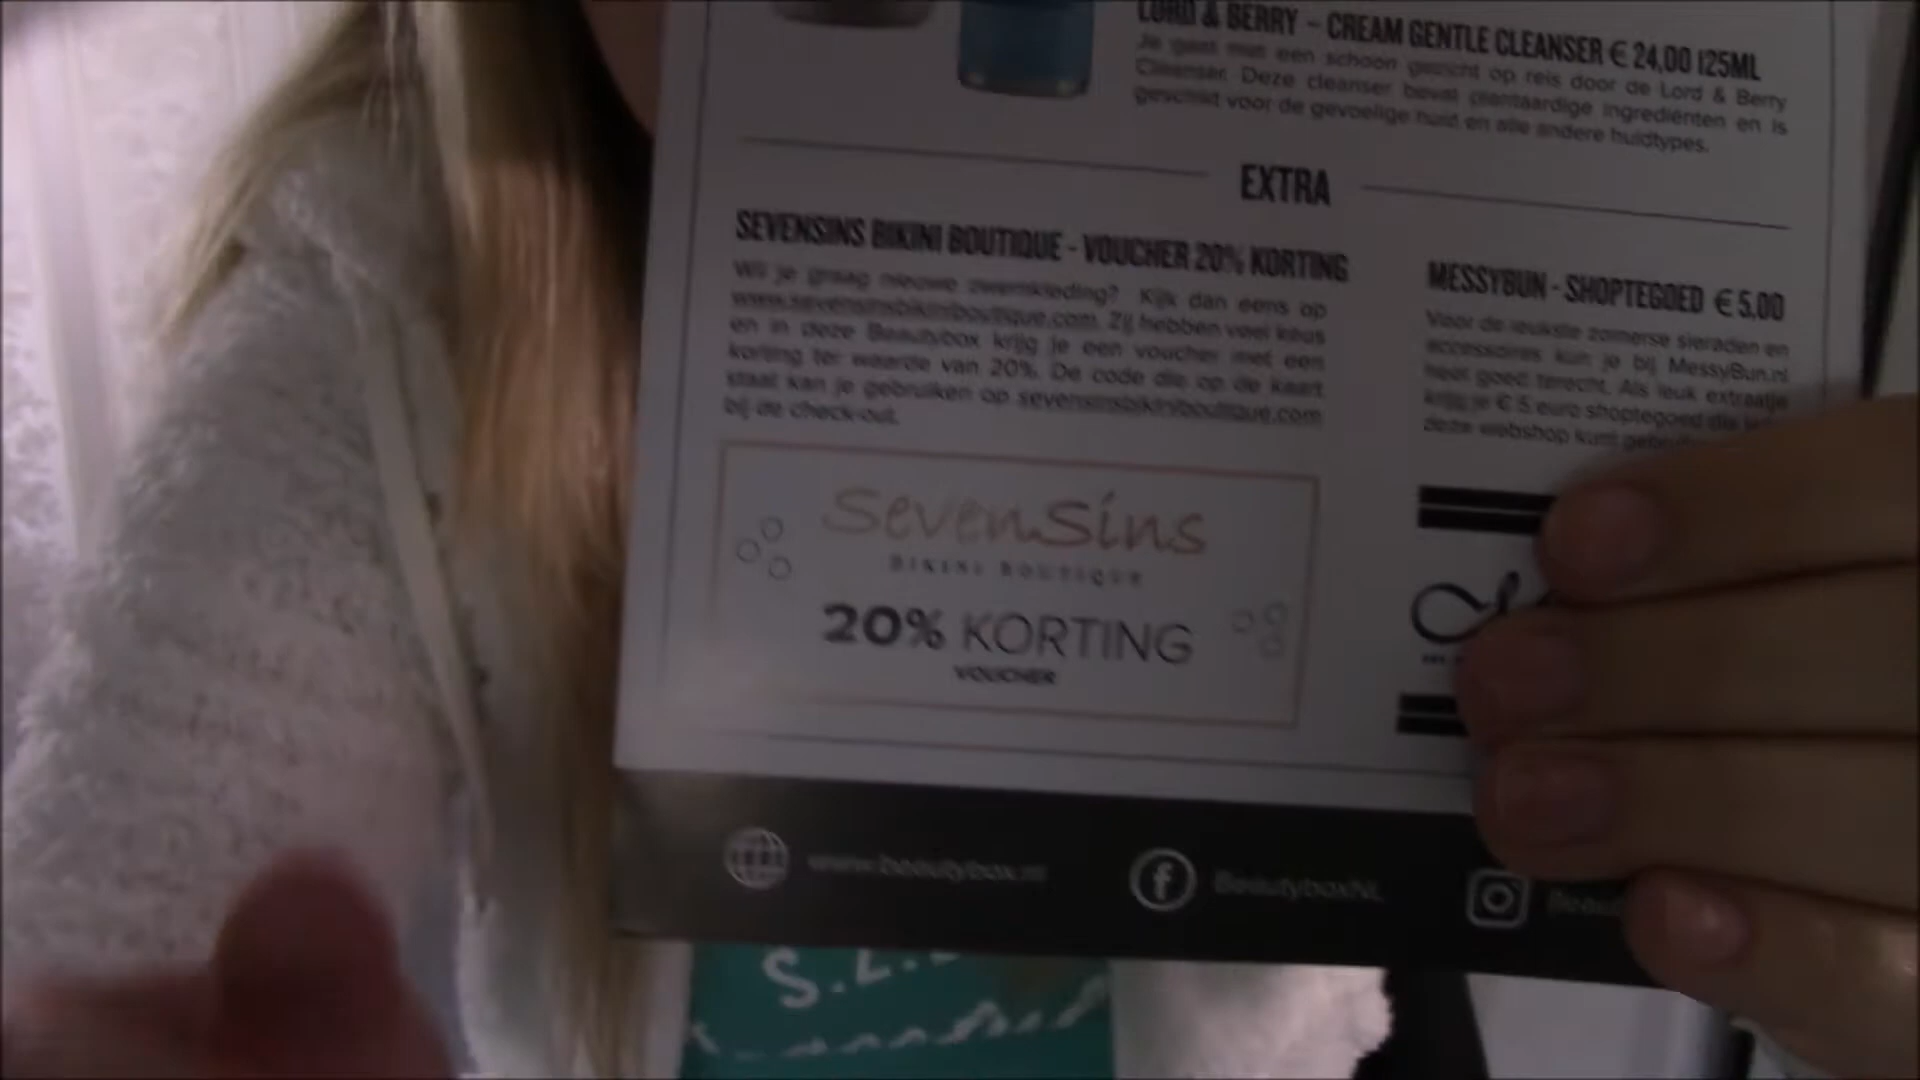 LORD & BERRY - CREAM GENTLE CLEANSER € 24,00 125ML
Je gaat met een schoon gezicht op reis door de Lord & Berry
Cleanser. Deze cleanser bevat plantaardige ingrediënten en is
geschikt voor de gevoelige huid en alle andere huidtypes.
EXTRA
SEVENSINS BIKINI BOUTIQUE - VOUCHER 20% KORTING
Wil je graag nieuwe zwemkleding? Kijk dan eens op
www.sevensinsbikiniboutique.com. Zij hebben veel keus
en in deze Beautybox krijg je een voucher met een
korting ter waarde van 20%. De code die op de kaart
staat kan je gebruiken op sevensinsbikiniboutique.com
bij de check-out.
MESSYBUN - SHOPTEGOED € 5,00
Voor de leukste zomerse sieraden en
accessoires kun je bij MessyBun.nl
heel goed terecht. Als leuk extraatje
krijg je € 5 euro shoptegoed die
deze webshop kunt
SevenSins
BIKINI BOUTIQUE
20% KORTING
VOUCHER
www.beautybox.nl
BeautyboxNL